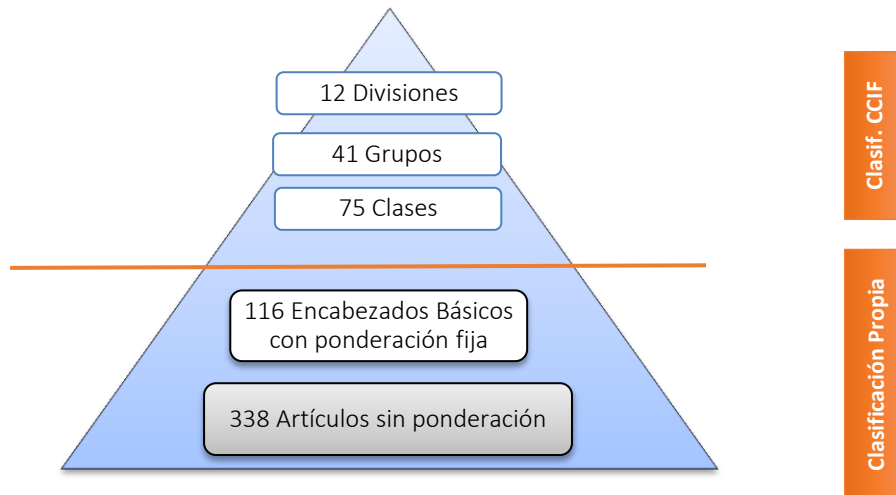 12 Divisiones
41 Grupos
75 Clases
Clasif. CCIF
116 Encabezados Básicos
con ponderación fija
338 Artículos sin ponderación
Clasificación Propia